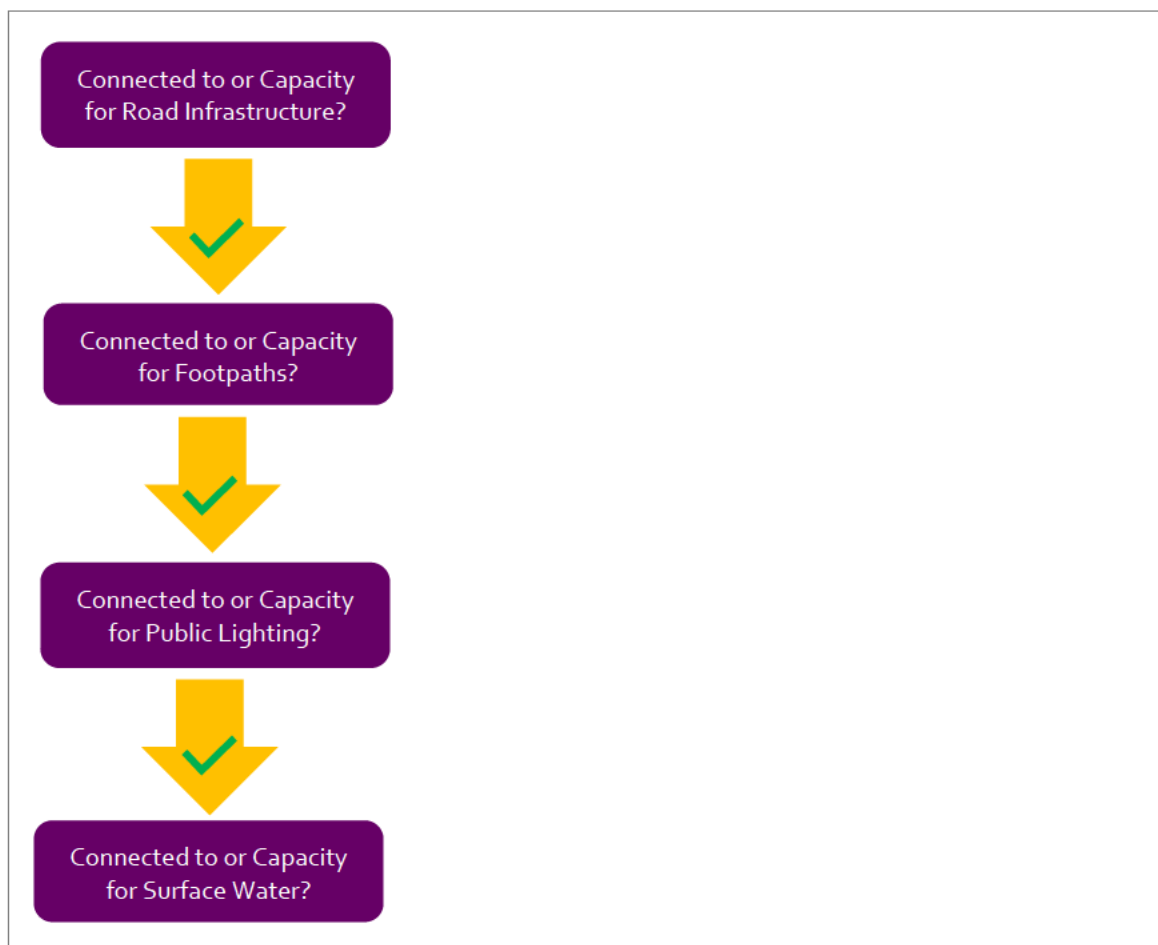 Connected to or Capacity
for Road Infrastructure?
Connected to or Capacity
for Footpaths?
Connected to or Capacity
for Public Lighting?
Connected to or Capacity
for Surface Water?